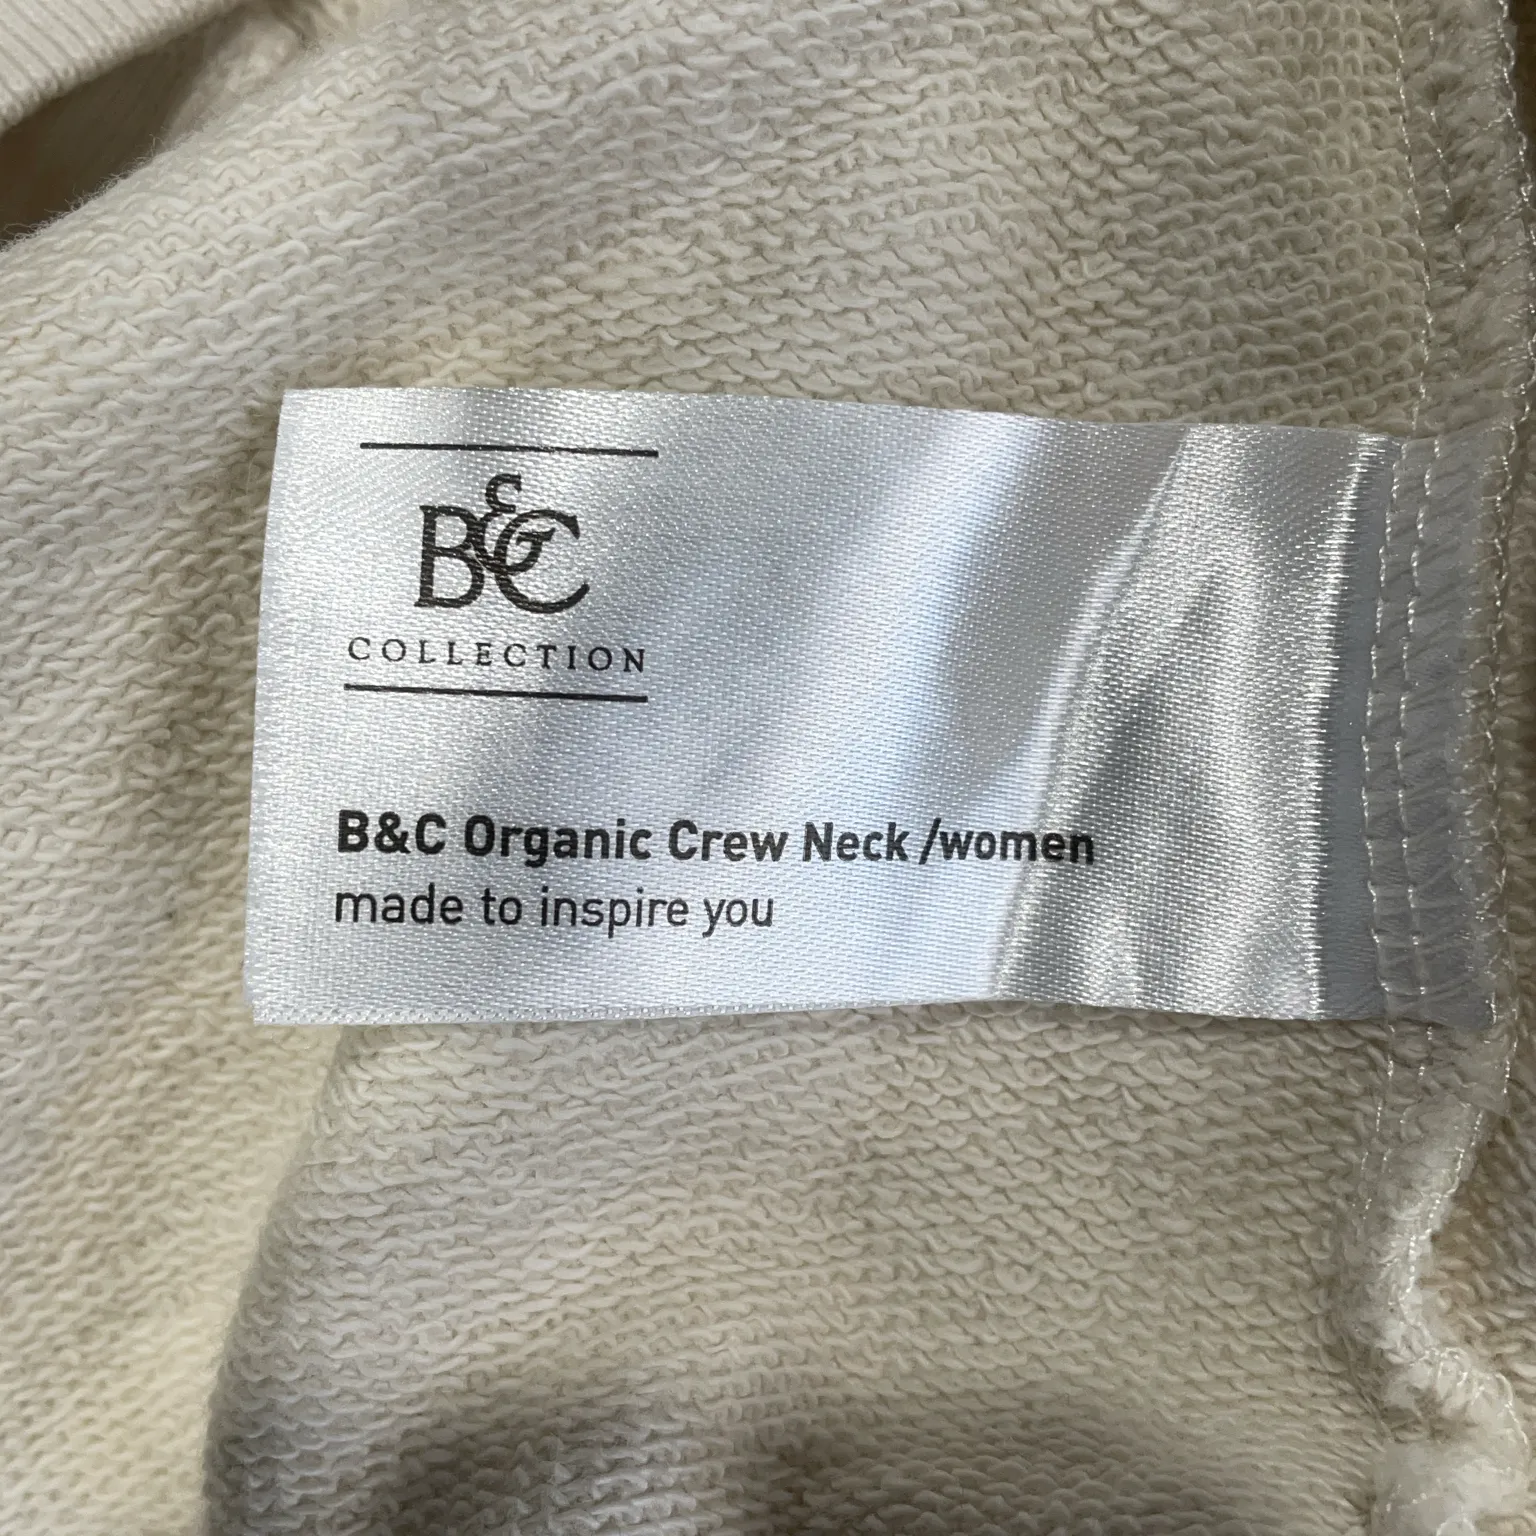 B&C
COLLECTION
B&C Organic Crew Neck /women
made to inspire you